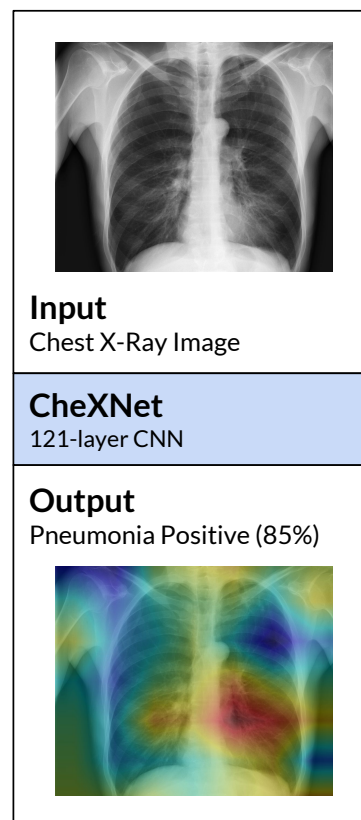 Input
Chest X-Ray Image
CheXNet
121-layer CNN
Output
Pneumonia Positive (85%)